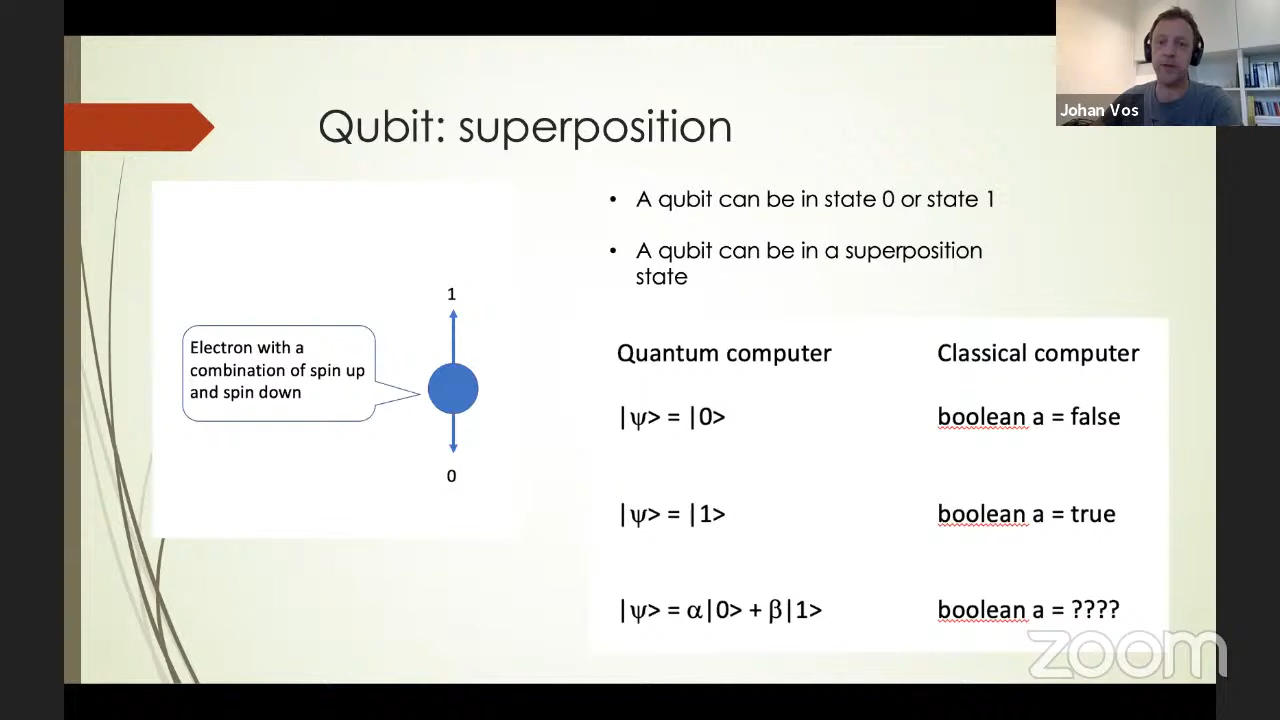 Johan Vos
Qubit: superposition
• A qubit can be in state 0 or state 1
• A qubit can be in a superposition
state
1
Electron with a
combination of spin up
and spin down
0
Quantum computer Classical computer
|ψ> = |0> boolean a = false
|ψ> = |1> boolean a = true
|ψ> = α|0> + β|1> boolean a = ????
zoom